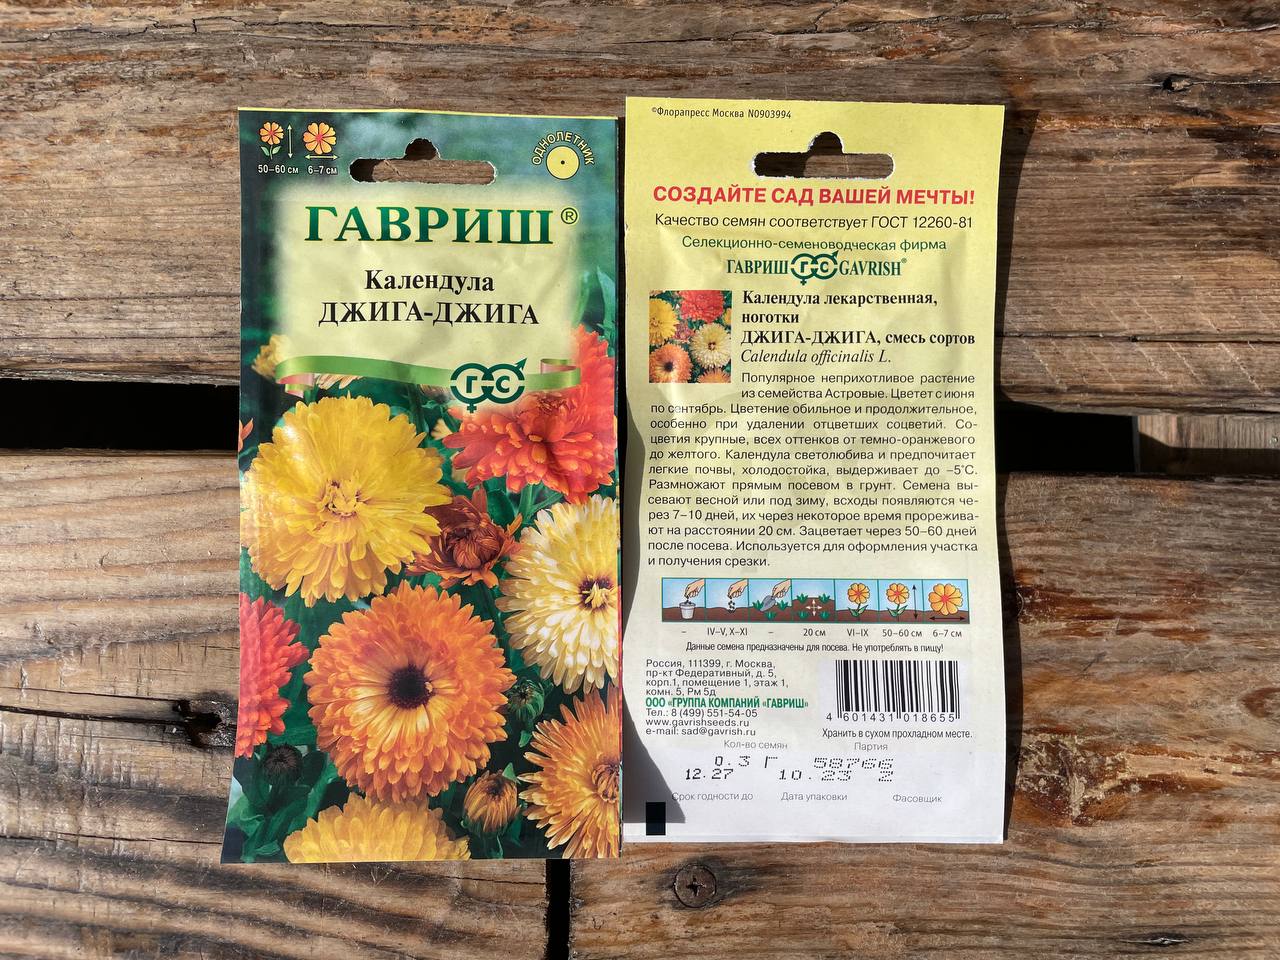 50–60 см
6–7 см
ОДНОЛЕТНИК
ГАВРИШ®
Календула
ДЖИГА-ДЖИГА
Г С
©Флорапресс Москва N0903994
СОЗДАЙТЕ САД ВАШЕЙ МЕЧТЫ!
Качество семян соответствует ГОСТ 12260-81
Селекционно-семеноводческая фирма
ГАВРИШ Г С GAVRISH®
Календула лекарственная,
ноготки
ДЖИГА-ДЖИГА, смесь сортов
Calendula officinalis L.
Популярное неприхотливое растение
из семейства Астровые. Цветет с июня
по сентябрь. Цветение обильное и продолжительное,
особенно при удалении отцветших соцветий. Со-
цветия крупные, всех оттенков от темно-оранжевого
до желтого. Календула светолюбива и предпочитает
легкие почвы, холодостойка, выдерживает до –5°С.
Размножают прямым посевом в грунт. Семена вы-
севают весной или под зиму, всходы появляются че-
рез 7–10 дней, их через некоторое время прорежива-
ют на расстоянии 20 см. Зацветает через 50–60 дней
после посева. Используется для оформления участка
и получения срезки.
– IV–V, X–XI – 20 см VI–IX 50–60 см 6–7 см
Данные семена предназначены для посева. Не употреблять в пищу!
Россия, 111399, г. Москва,
пр-кт Федеративный, д. 5,
корп.1, помещение 1, этаж 1,
комн. 5, Рм 5д
ООО «ГРУППА КОМПАНИЙ «ГАВРИШ»
Тел.: 8 (499) 551-54-05
www.gavrishseeds.ru
e-mail: sad@gavrish.ru
4 601431 018655
Хранить в сухом прохладном месте.
Кол-во семян Партия
0.3 Г 58766
12.27 10.23 2
Срок годности до Дата упаковки Фасовщик